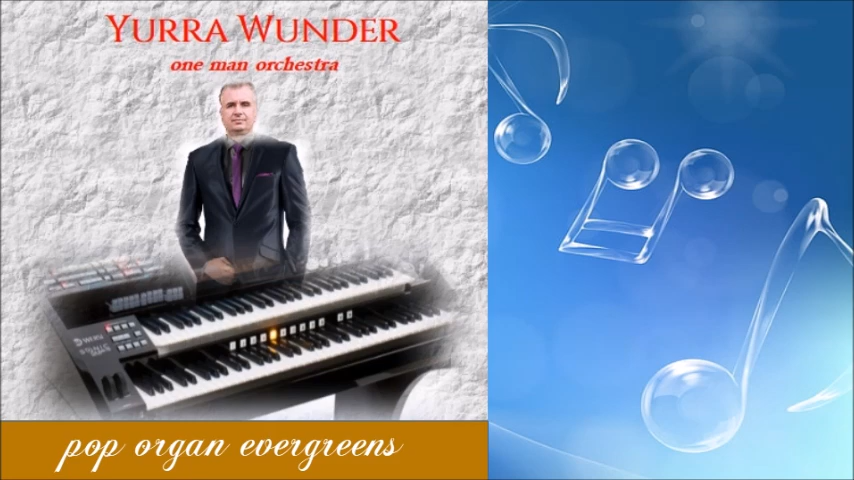 Yurra Wunder
one man orchestra
pop organ evergreens